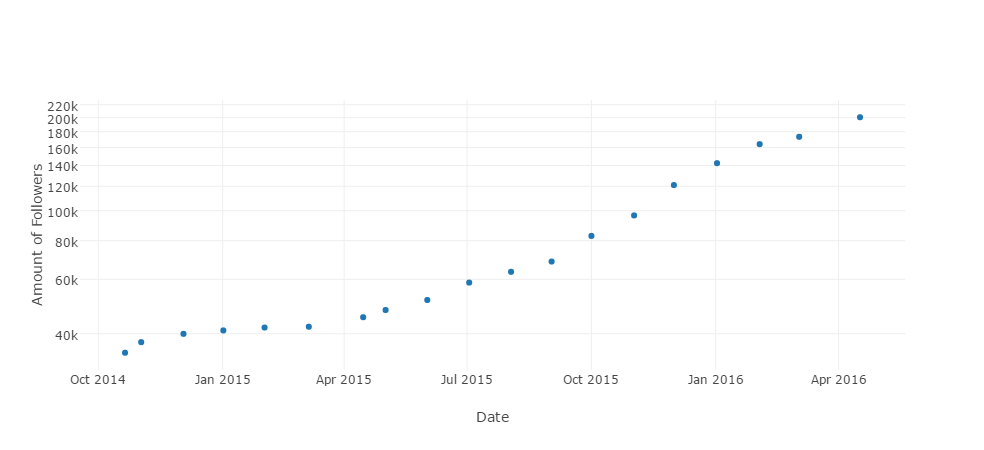 220k
200k
180k
160k
140k
120k
100k
80k
60k
40k
Amount of Followers
Oct 2014 Jan 2015 Apr 2015 Jul 2015 Oct 2015 Jan 2016 Apr 2016
Date